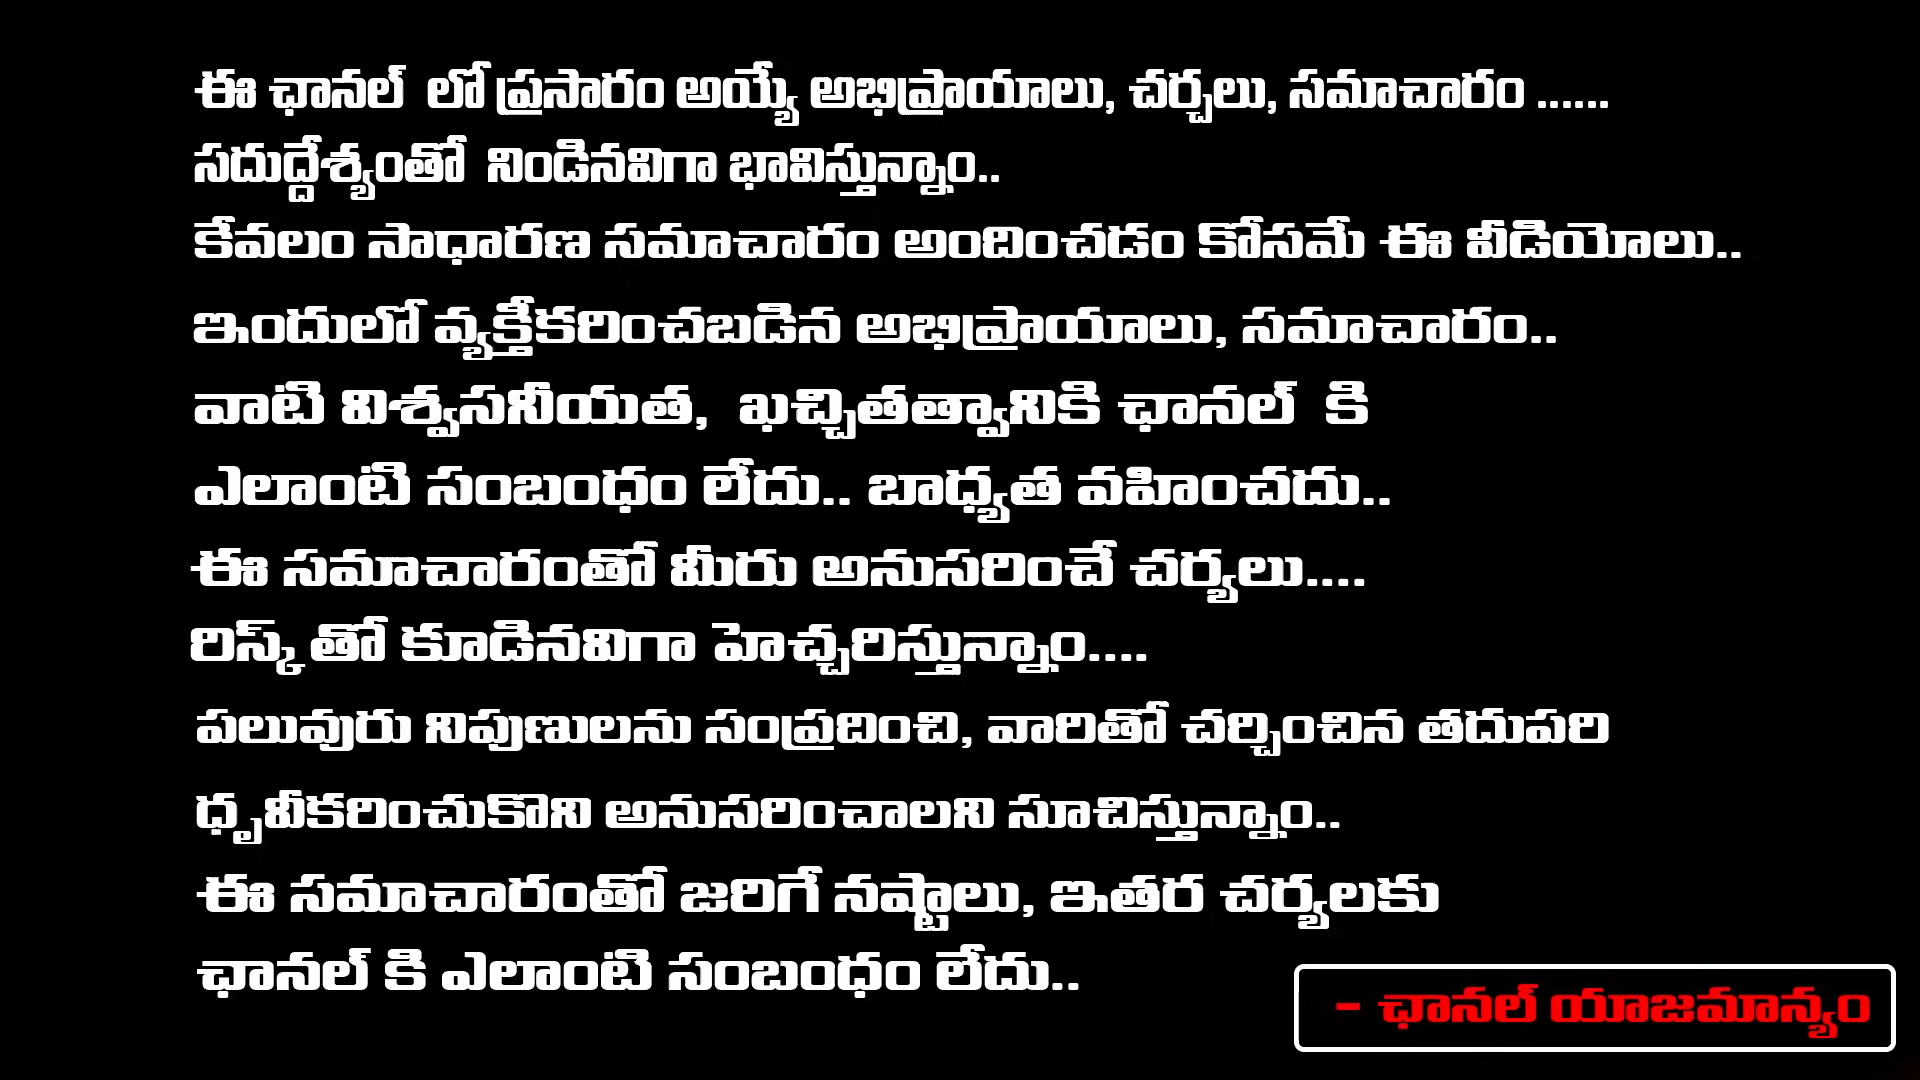 ఈ ఛానల్ లో ప్రసారం అయ్యే అభిప్రాయాలు, చర్చలు, సమాచారం ......
సదుద్దేశ్యంతో నిండినవిగా భావిస్తున్నాం..
కేవలం సాధారణ సమాచారం అందించడం కోసమే ఈ వీడియోలు..
ఇందులో వ్యక్తీకరించబడిన అభిప్రాయాలు, సమాచారం..
వాటి విశ్వసనీయత, ఖచ్చితత్వానికి ఛానల్ కి
ఎలాంటి సంబంధం లేదు.. బాధ్యత వహించదు..
ఈ సమాచారంతో మీరు అనుసరించే చర్యలు....
రిస్క్ తో కూడినవిగా హెచ్చరిస్తున్నాం....
పలువురు నిపుణులను సంప్రదించి, వారితో చర్చించిన తదుపరి
ధృవీకరించుకొని అనుసరించాలని సూచిస్తున్నాం..
ఈ సమాచారంతో జరిగే నష్టాలు, ఇతర చర్యలకు
ఛానల్ కి ఎలాంటి సంబంధం లేదు..
- ఛానల్ యాజమాన్యం